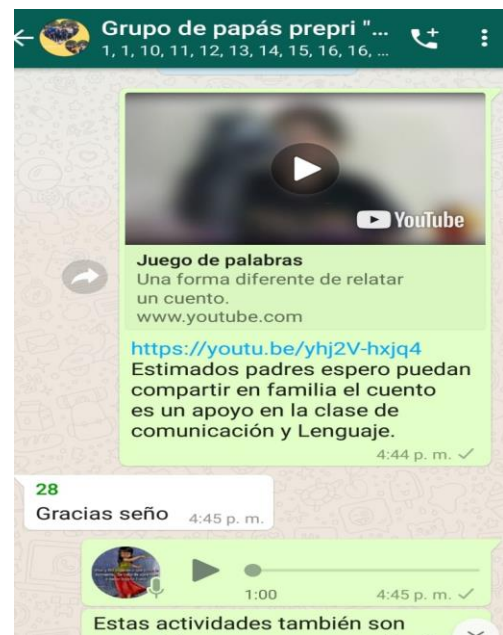 Grupo de papás prepri "...
1, 1, 10, 11, 12, 13, 14, 15, 16, 16, ...
YouTube
Juego de palabras
Una forma diferente de relatar
un cuento.
www.youtube.com
https://youtu.be/yhj2V-hxjq4
Estimados padres espero puedan
compartir en familia el cuento
es un apoyo en la clase de
comunicación y Lenguaje.
4:44 p. m.
28
Gracias seño 4:45 p. m.
1:00 4:45 p. m.
Estas actividades también son